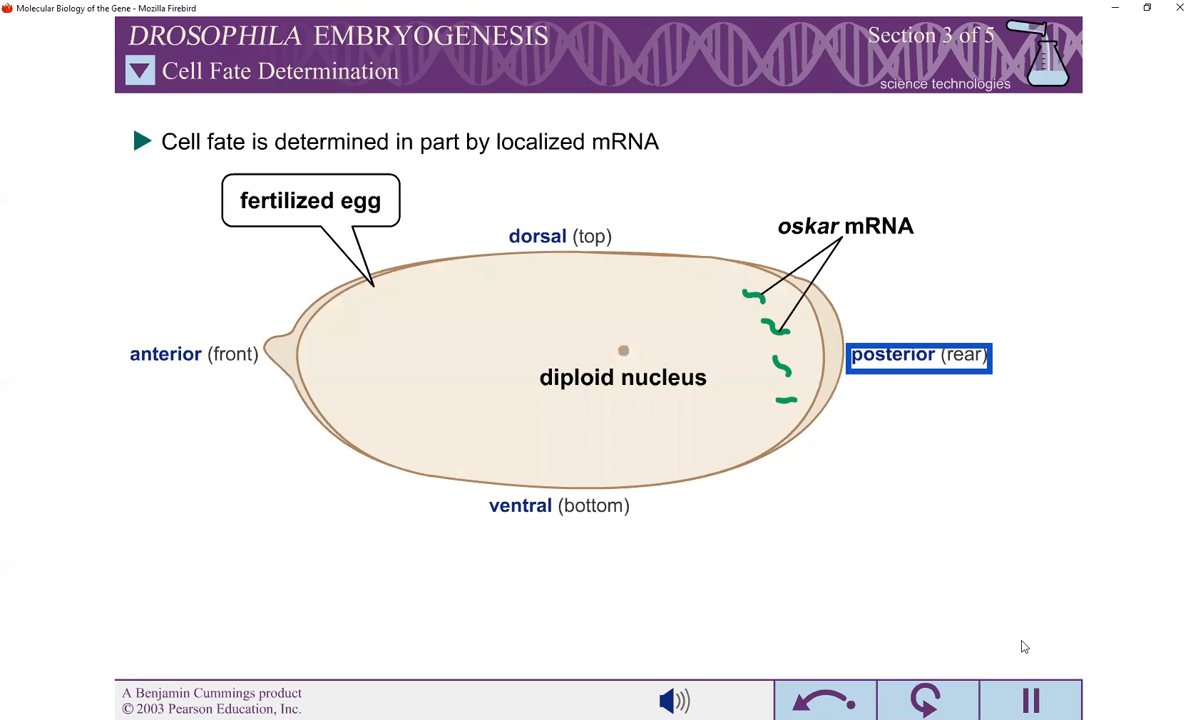 Molecular Biology of the Gene - Mozilla Firebird
DROSOPHILA EMBRYOGENESIS
Section 3 of 5
Cell Fate Determination
science technologies
Cell fate is determined in part by localized mRNA
fertilized egg
oskar mRNA
dorsal (top)
anterior (front)
posterior (rear)
diploid nucleus
ventral (bottom)
A Benjamin Cummings product
© 2003 Pearson Education, Inc.